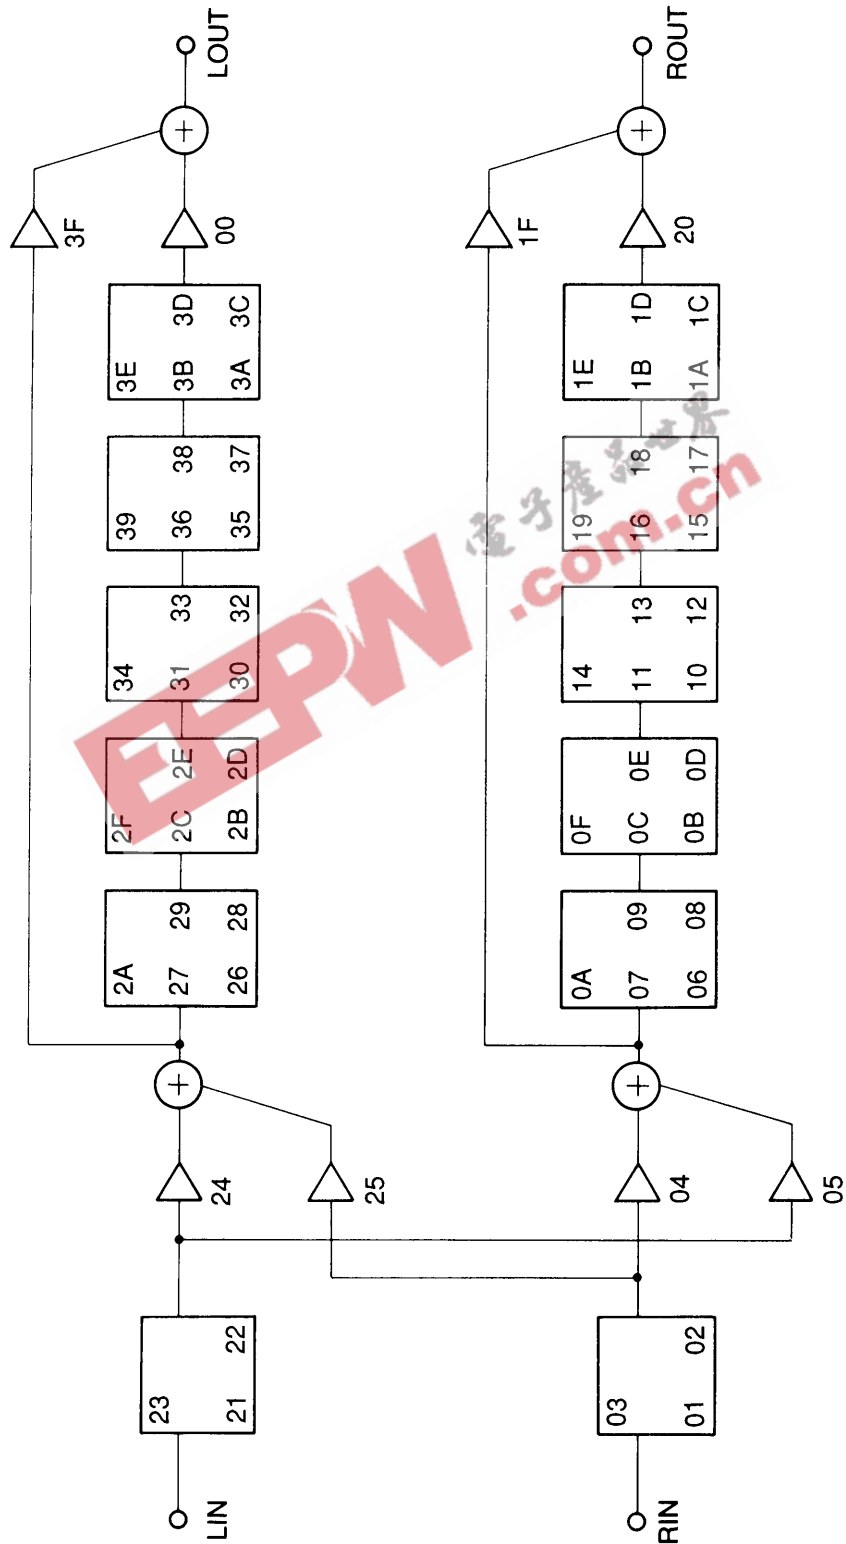 LIN
23
21 22
24
25
2A
27 29
26 28
2F
2C 2E
2B 2D
34
31 33
30 32
39
36 38
35 37
3E
3B 3D
3A 3C
3F
00
LOUT
RIN
03
01 02
04
05
0A
07 09
06 08
0F
0C 0E
0B 0D
14
11 13
10 12
19
16 18
15 17
1E
1B 1D
1A 1C
1F
20
ROUT
EEPW
電子產品世界
.com.cn